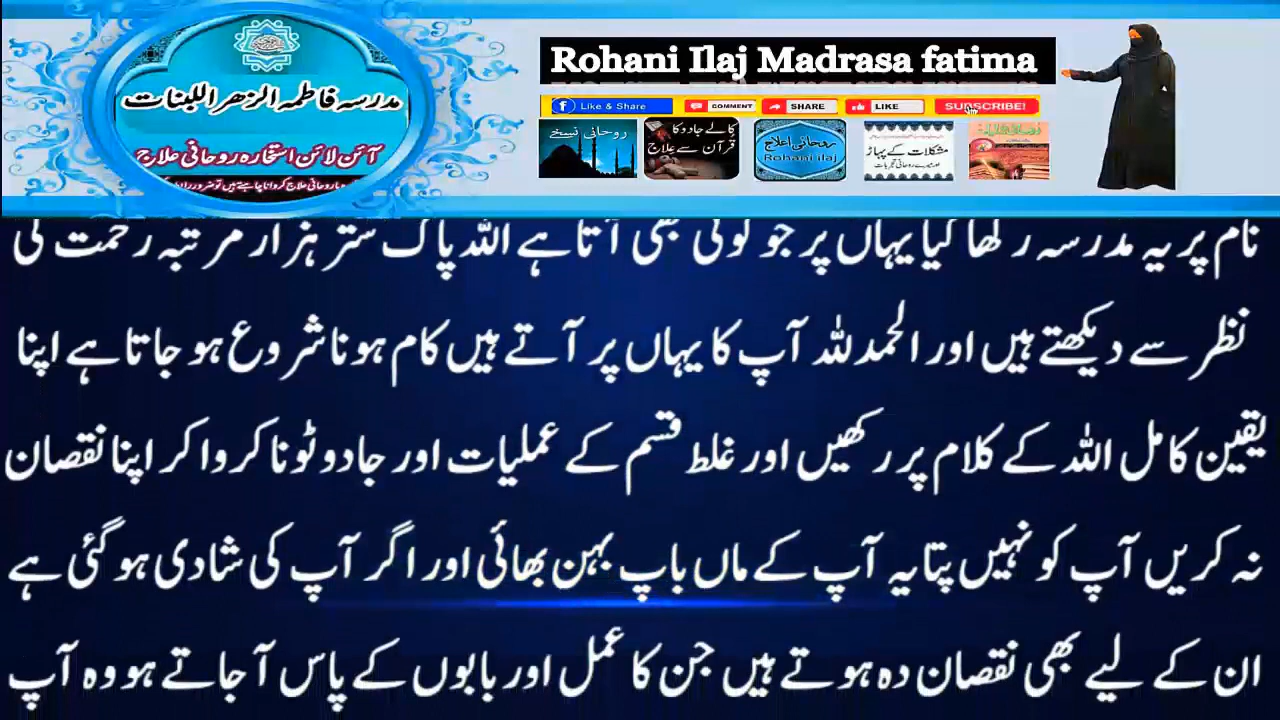 مدرسہ فاطمہ الزھرا للبنات
آئن لائن استخارہ روحانی علاج
Rohani Ilaj Madrasa fatima
Like & Share
COMMENT
SHARE
LIKE
SUBSCRIBE!
روحانی نسخ
کالے جادو کا
قرآن سے علاج
روحانی علاج
Rohani ilaj
مشکلات کے پہاڑ
نام پر یہ مدرسہ رکھا گیا یہاں پر جو کوئی بھی آتا ہے اللہ پاک ستر ہزار مرتبہ رحمت کی
نظر سے دیکھتے ہیں اور الحمدللہ آپ کا یہاں پر آتے ہیں کام ہونا شروع ہو جاتا ہے اپنا
یقین کامل اللہ کے کلام پر رکھیں اور غلط قسم کے عملیات اور جادو ٹونا کروا کر اپنا نقصان
نہ کریں آپ کو نہیں پتا یہ آپ کے ماں باپ بہن بھائی اور اگر آپ کی شادی ہو گئی ہے
ان کے لیے بھی نقصان دہ ہوتے ہیں جن کا عمل اور بابوں کے پاس آ جاتے ہو وہ آپ